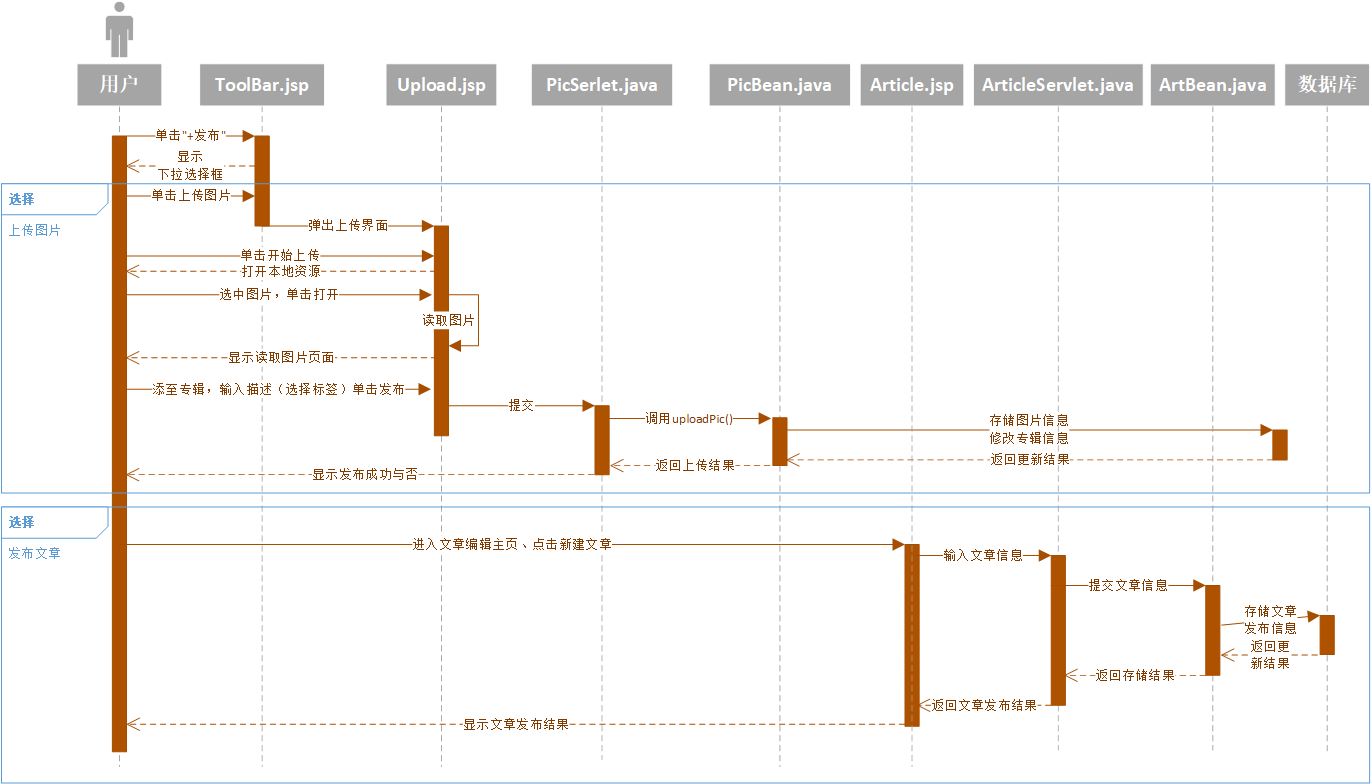 用户
ToolBar.jsp
Upload.jsp
PicSerlet.java
PicBean.java
Article.jsp
ArticleServlet.java
ArtBean.java
数据库
单击"+发布"
显示
下拉选择框
选择
上传图片
单击上传图片
弹出上传界面
单击开始上传
打开本地资源
选中图片，单击打开
读取图片
显示读取图片页面
添至专辑，输入描述（选择标签）单击发布
提交
调用uploadPic()
存储图片信息
修改专辑信息
返回更新结果
返回上传结果
显示发布成功与否
选择
发布文章
进入文章编辑主页、点击新建文章
输入文章信息
提交文章信息
存储文章
发布信息
返回更
新结果
返回存储结果
返回文章发布结果
显示文章发布结果